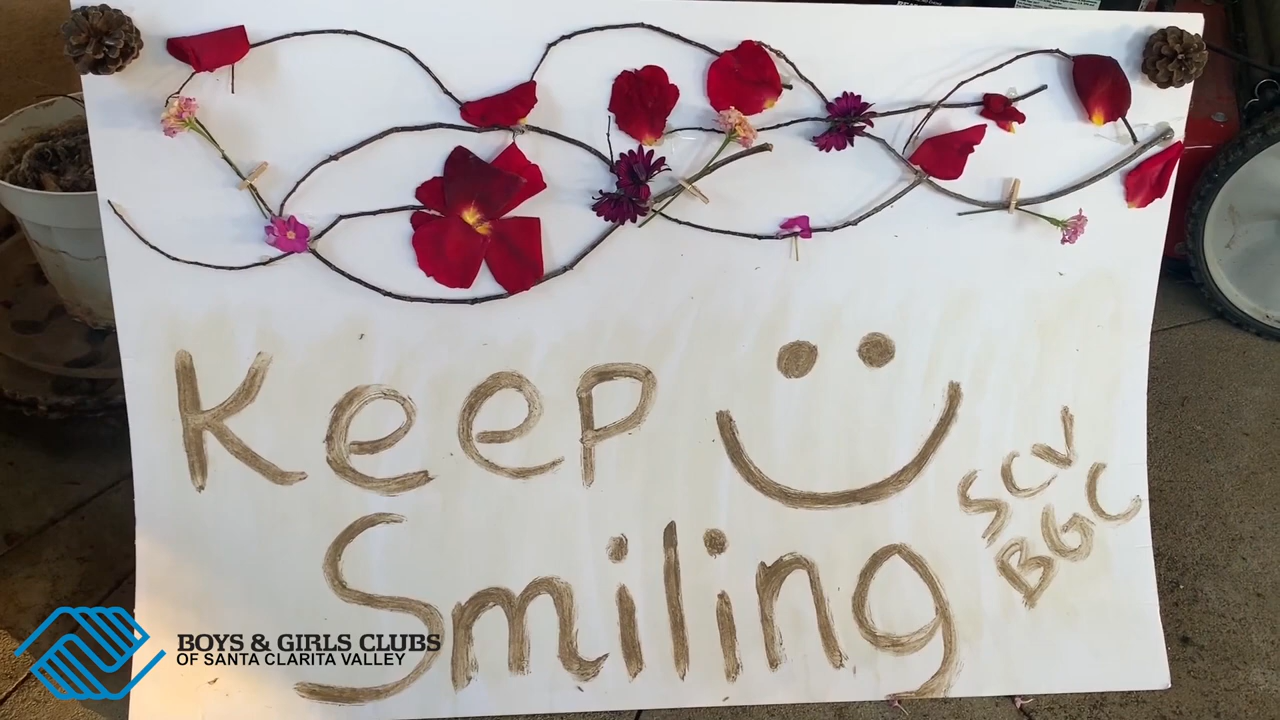 Keep
Smiling
SCV
BGC
BOYS & GIRLS CLUBS
OF SANTA CLARITA VALLEY